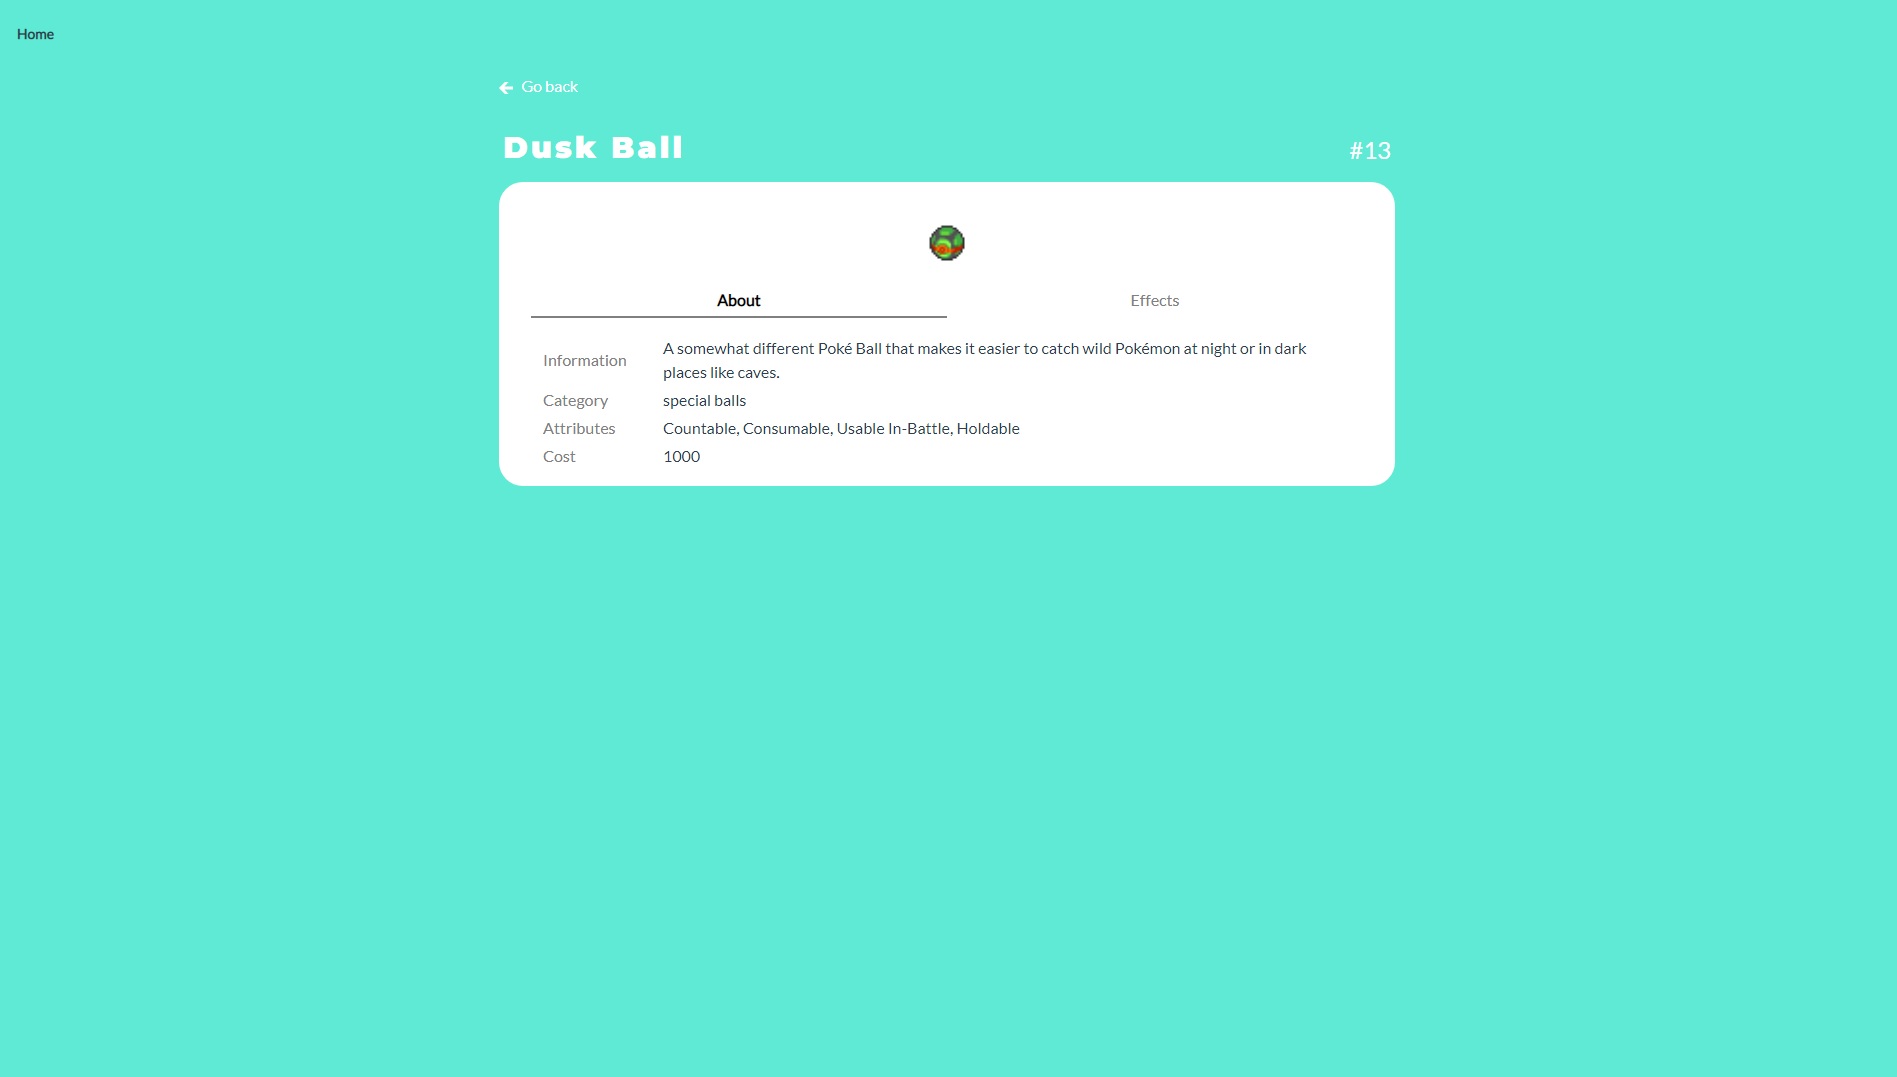 Home
Go back
Dusk Ball
#13
About
Effects
Information
A somewhat different Poké Ball that makes it easier to catch wild Pokémon at night or in dark
places like caves.
Category
special balls
Attributes
Countable, Consumable, Usable In-Battle, Holdable
Cost
1000